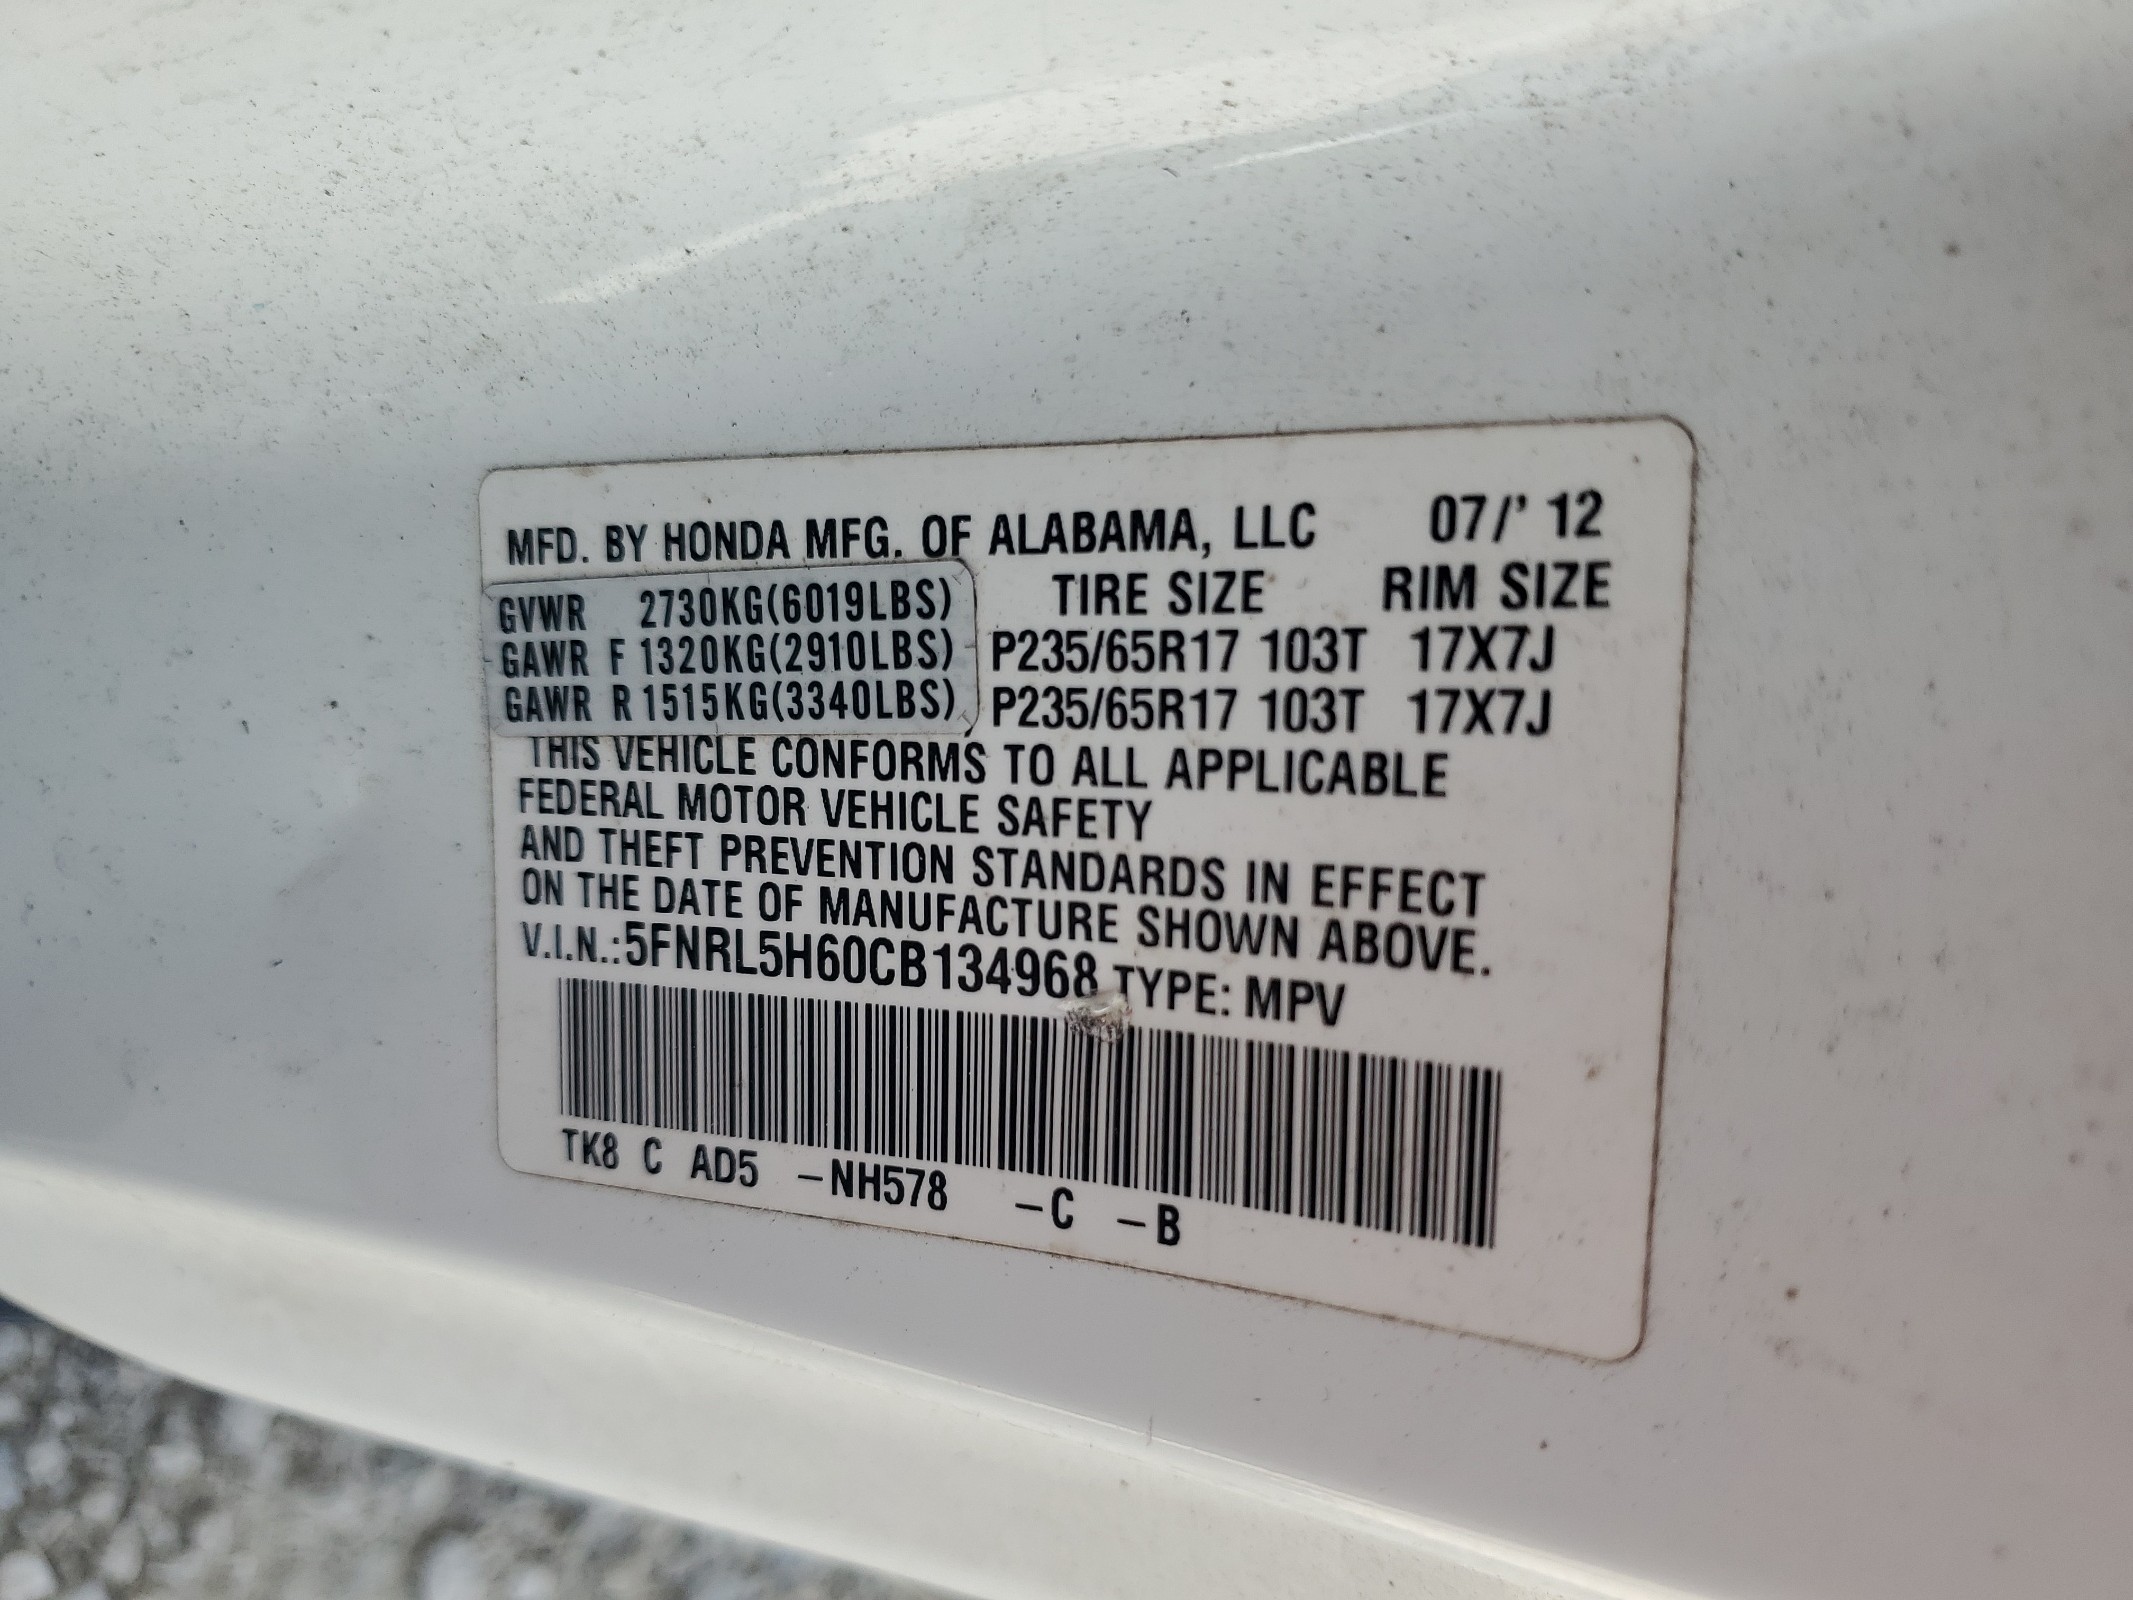 MFD. BY HONDA MFG. OF ALABAMA, LLC 07/' 12
TIRE SIZE RIM SIZE
GVWR 2730KG(6019LBS)
GAWR F 1320KG(2910LBS) P235/65R17 103T 17X7J
GAWR R 1515KG(3340LBS) P235/65R17 103T 17X7J
THIS VEHICLE CONFORMS TO ALL APPLICABLE
FEDERAL MOTOR VEHICLE SAFETY
AND THEFT PREVENTION STANDARDS IN EFFECT
ON THE DATE OF MANUFACTURE SHOWN ABOVE.
V.I.N.:5FNRL5H60CB134968 TYPE: MPV
TK8 C AD5 –NH578 –C –B